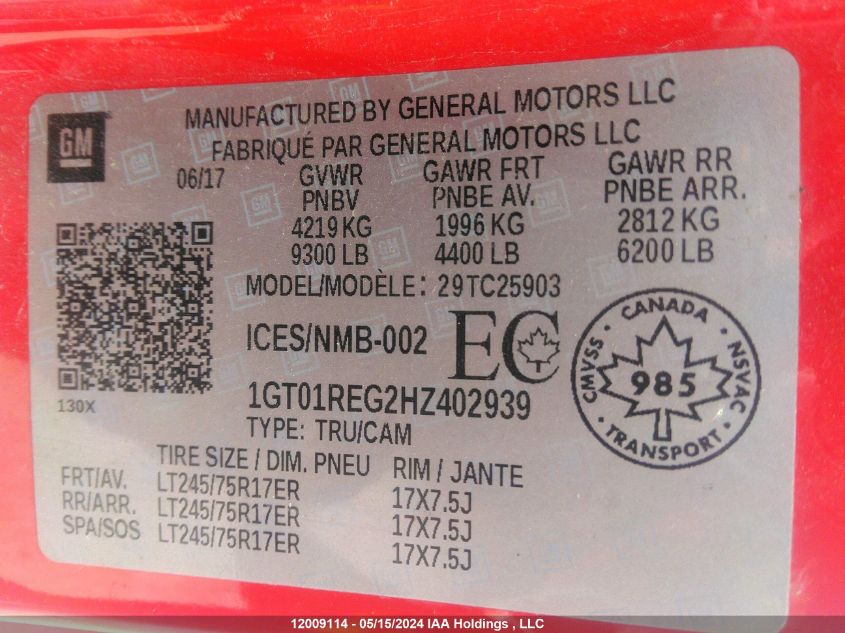 GM
MANUFACTURED BY GENERAL MOTORS LLC
FABRIQUÉ PAR GENERAL MOTORS LLC
06/17 GVWR GAWR FRT GAWR RR
PNBV PNBE AV. PNBE ARR.
4219 KG 1996 KG 2812 KG
9300 LB 4400 LB 6200 LB
MODEL/MODÈLE: 29TC25903
ICES/NMB-002 EC
130X
1GT01REG2HZ402939
TYPE: TRU/CAM
CANADA
CMVSS 985 NSVAC
TRANSPORT
TIRE SIZE / DIM. PNEU RIM / JANTE
FRT/AV. LT245/75R17ER 17X7.5J
RR/ARR. LT245/75R17ER 17X7.5J
SPA/SOS LT245/75R17ER 17X7.5J
12009114 - 05/15/2024 IAA Holdings , LLC